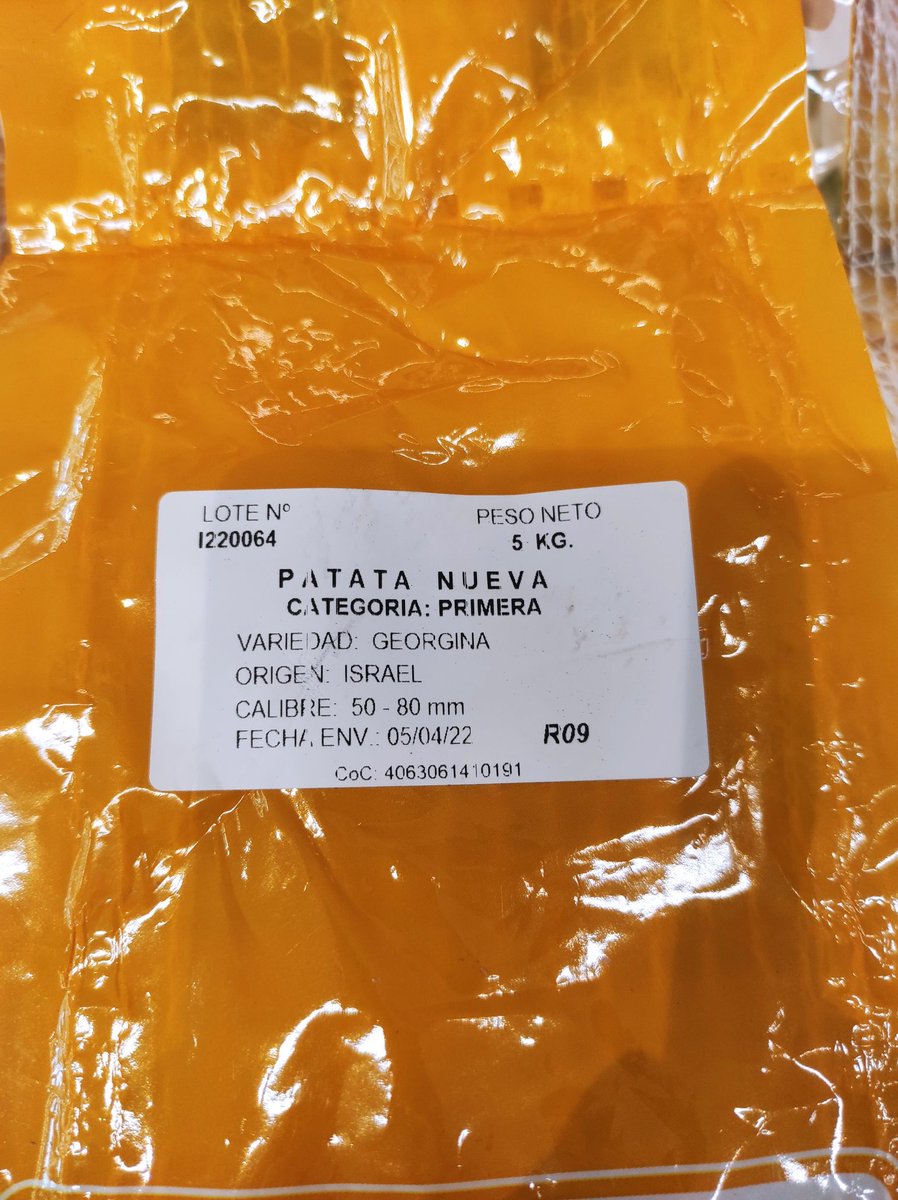 LOTE Nº
I220064
PESO NETO
5 KG.
PATATA NUEVA
CATEGORIA: PRIMERA
VARIEDAD: GEORGINA
ORIGEN: ISRAEL
CALIBRE: 50 - 80 mm
FECHA ENV.: 05/04/22 R09
CoC: 4063061410191